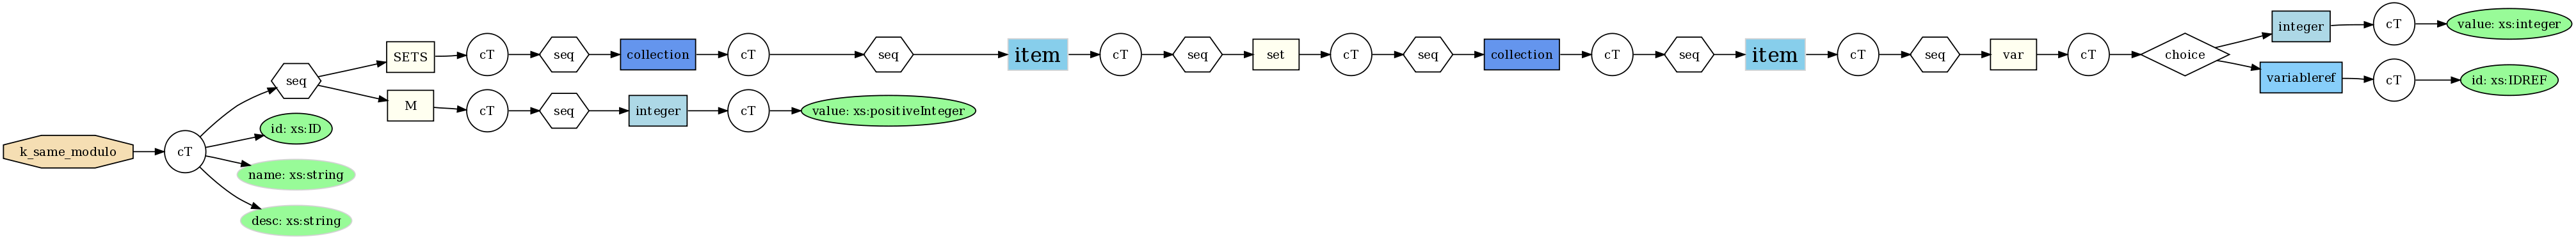 k_same_modulo
cT
seq
id: xs:ID
name: xs:string
desc: xs:string
SETS
cT
seq
collection
cT
seq
item
cT
seq
set
cT
seq
collection
cT
seq
item
cT
seq
var
cT
choice
integer
cT
value: xs:integer
variableref
cT
id: xs:IDREF
M
cT
seq
integer
cT
value: xs:positiveInteger